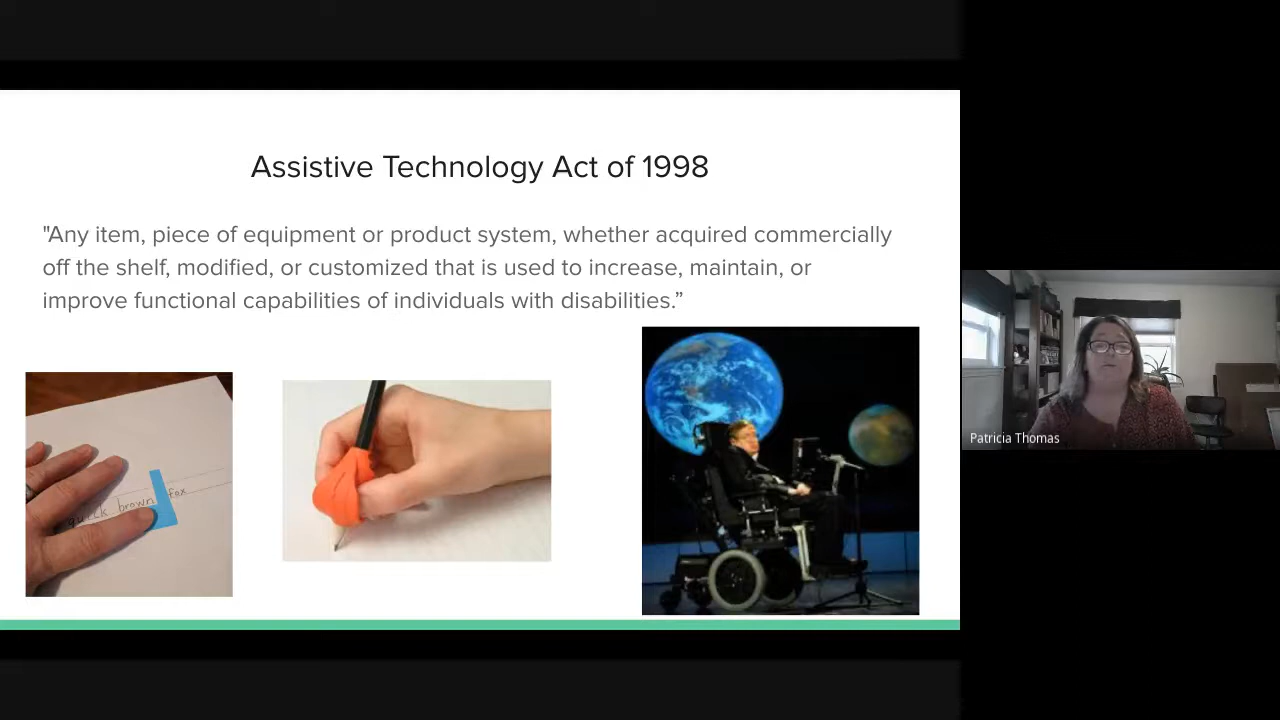 Assistive Technology Act of 1998
"Any item, piece of equipment or product system, whether acquired commercially
off the shelf, modified, or customized that is used to increase, maintain, or
improve functional capabilities of individuals with disabilities.”
quick brown fox
Patricia Thomas